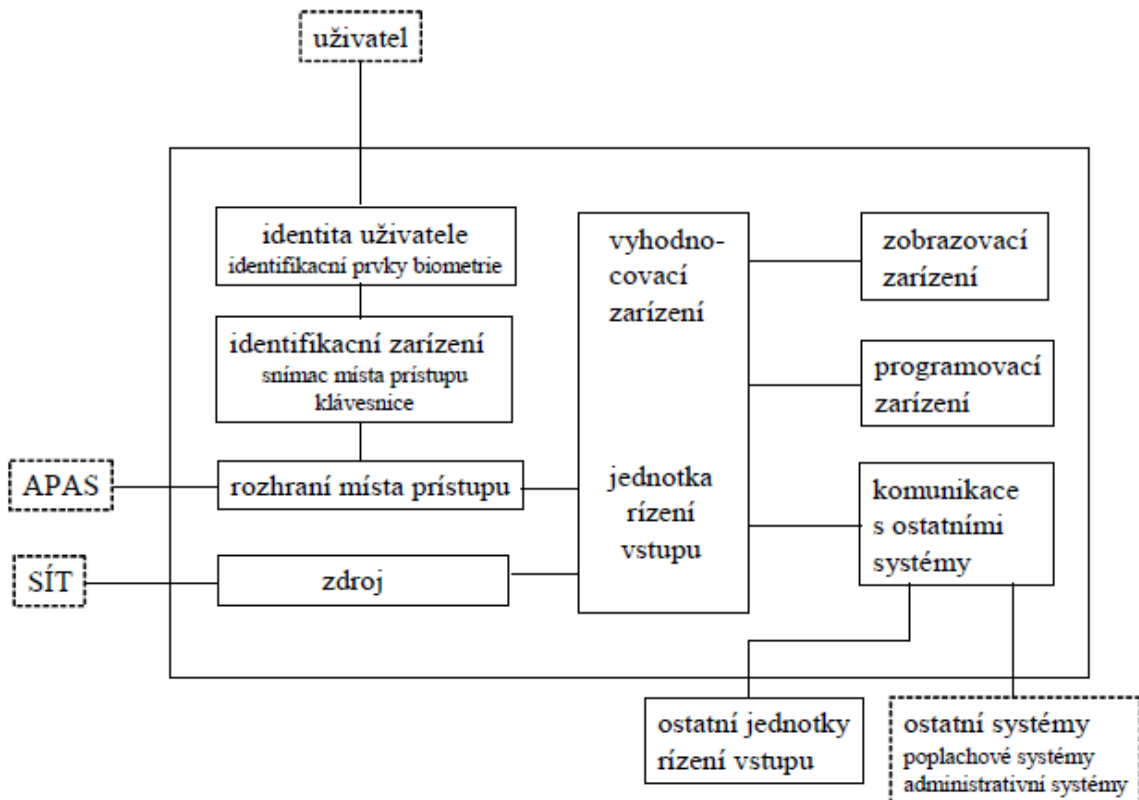 uživatel
identita uživatele
identifikacní prvky biometrie
identifikacní zarízení
snímac místa prístupu
klávesnice
APAS
rozhraní místa prístupu
SÍT
zdroj
vyhodno-
covací
zarízení
jednotka
rízení
vstupu
zobrazovací
zarízení
programovací
zarízení
komunikace
s ostatními
systémy
ostatní jednotky
rízení vstupu
ostatní systémy
poplachové systémy
administrativní systémy